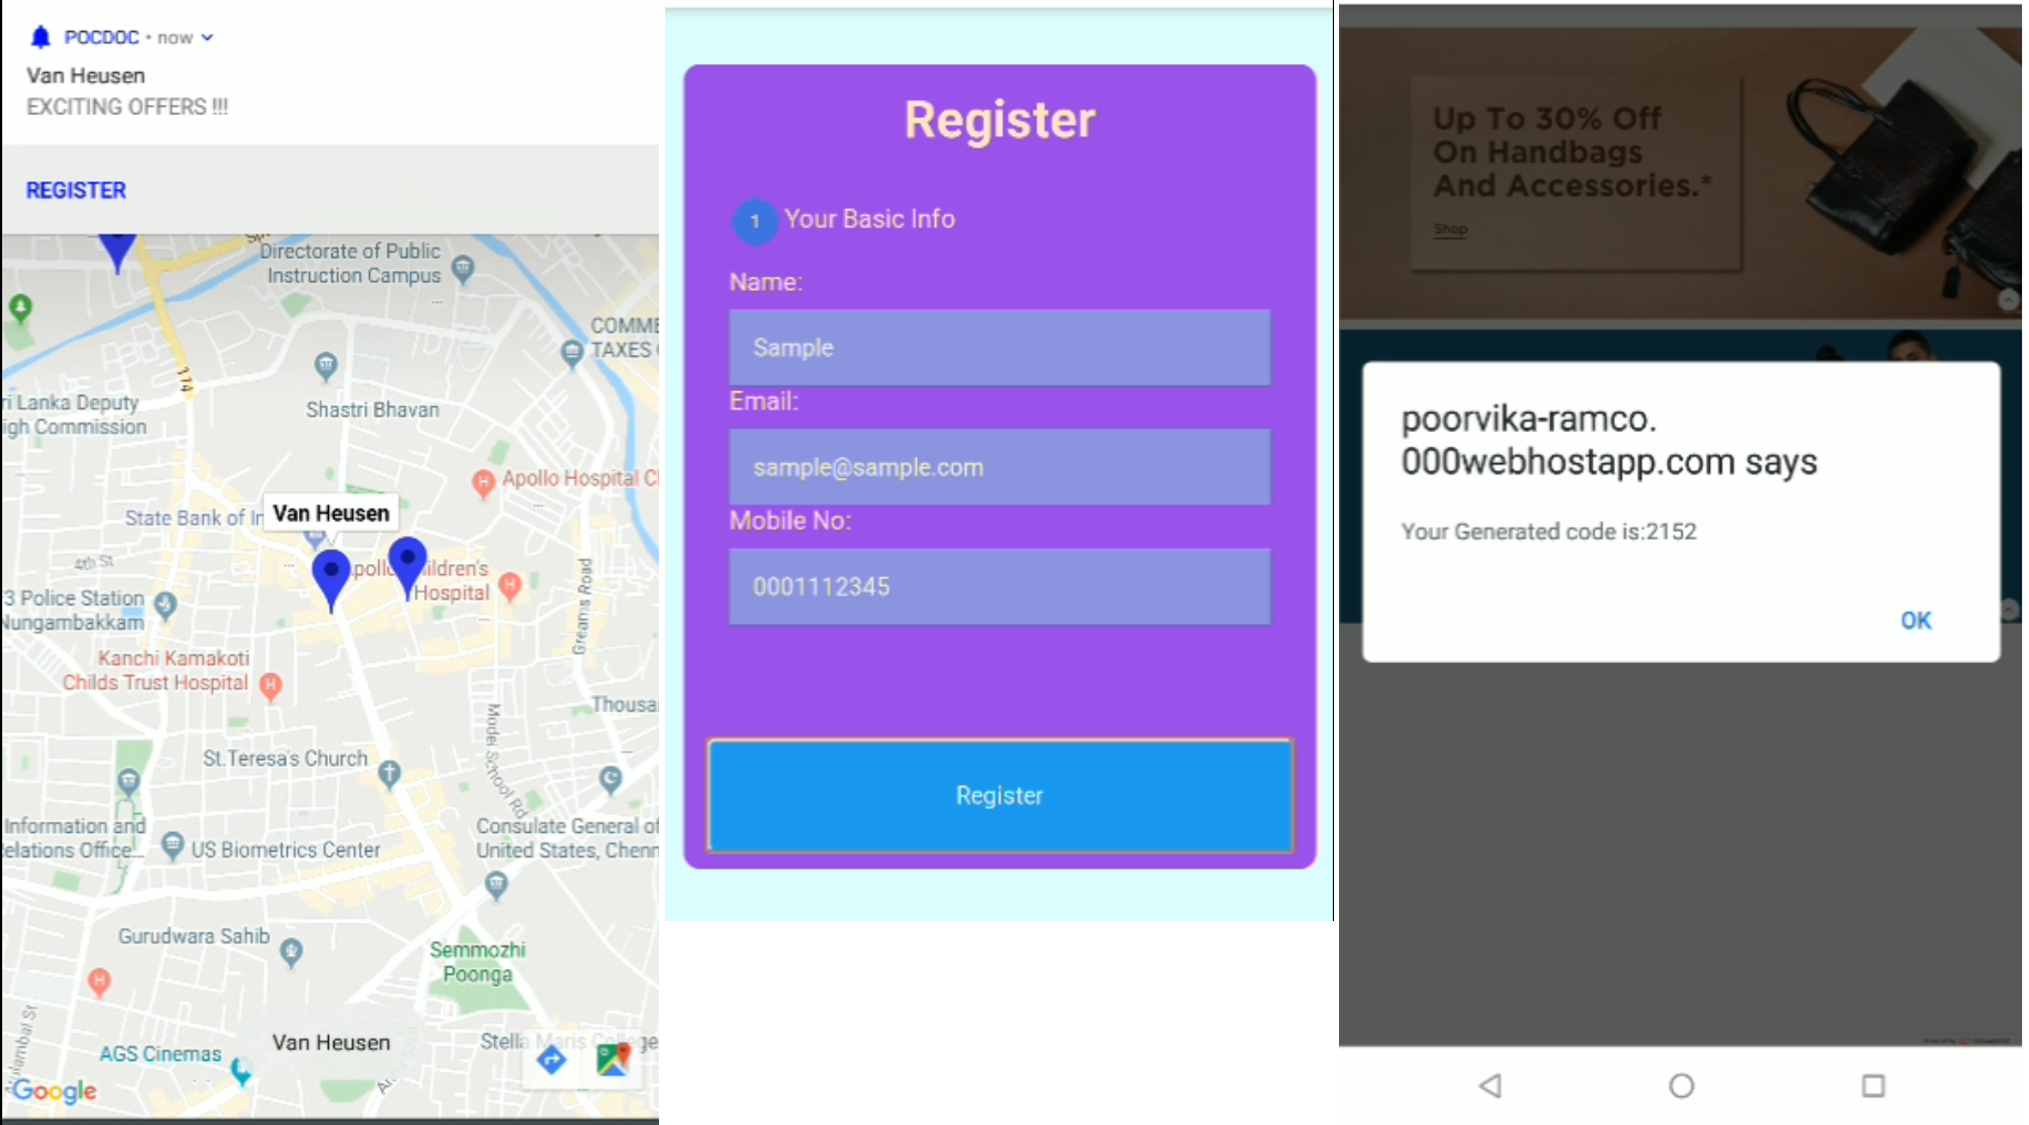 POCDOC • now
Van Heusen
EXCITING OFFERS !!!
REGISTER
Directorate of Public
Instruction Campus
COMME
TAXES
374
ri Lanka Deputy
igh Commission
Shastri Bhavan
Apollo Hospital C
State Bank of In
Van Heusen
4th St
pollo Children's
Hospital
3 Police Station
Nungambakkam
Greams Road
Kanchi Kamakoti
Childs Trust Hospital
Thousa
Model School Rd
St.Teresa's Church
Information and
elations Office...
US Biometrics Center
Consulate General of
United States, Chenn
Gurudwara Sahib
Semmozhi
Poonga
Van Heusen
Stella Maris College
AGS Cinemas
Google
Register
1 Your Basic Info
Name:
Sample
Email:
sample@sample.com
Mobile No:
0001112345
Register
Up To 30% Off
On Handbags
And Accessories.*
Shop
poorvika-ramco.
000webhostapp.com says
Your Generated code is:2152
OK